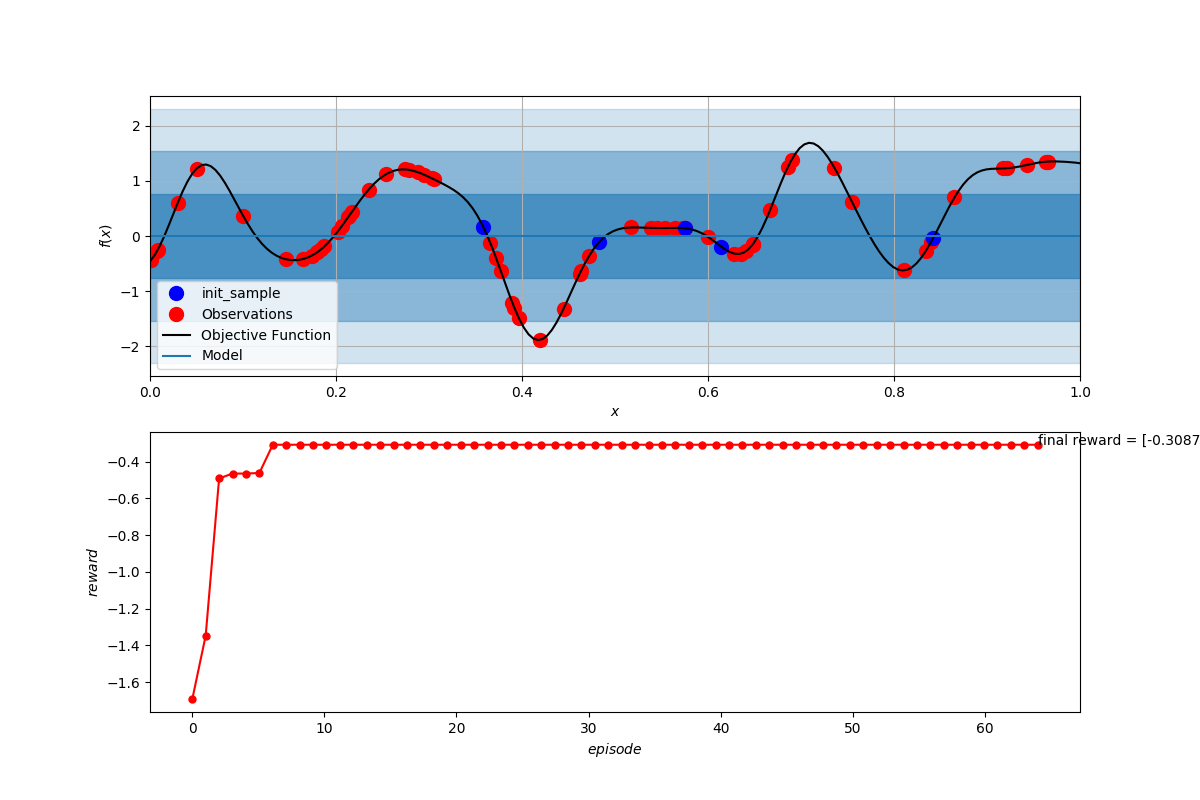 2
1
0
−1
−2
f(x)
init_sample
Observations
Objective Function
Model
0.0
0.2
0.4
0.6
0.8
1.0
x
final reward = [-0.3087
−0.4
−0.6
−0.8
−1.0
−1.2
−1.4
−1.6
reward
0
10
20
30
40
50
60
episode